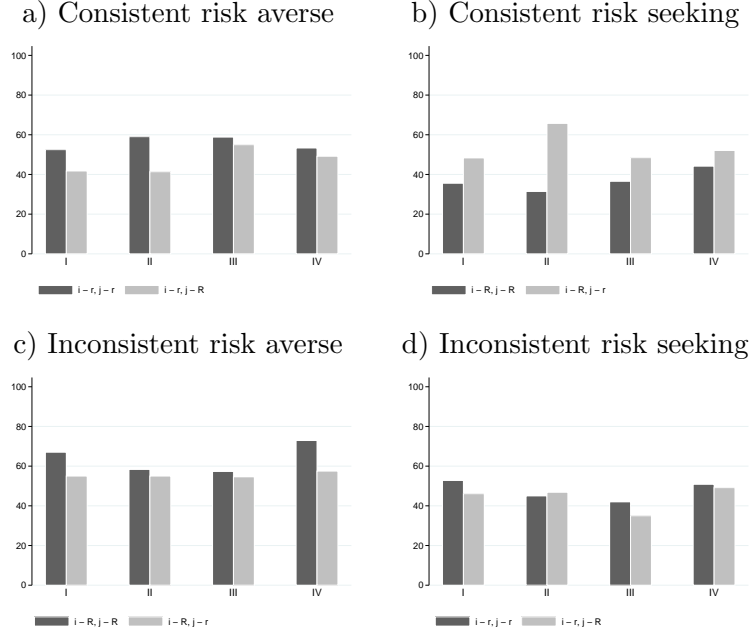 a) Consistent risk averse
100
80
60
40
20
0
I II III IV
i – r, j – r i – r, j – R
b) Consistent risk seeking
100
80
60
40
20
0
I II III IV
i – R, j – R i – R, j – r
c) Inconsistent risk averse
100
80
60
40
20
0
I II III IV
i – R, j – R i – R, j – r
d) Inconsistent risk seeking
100
80
60
40
20
0
I II III IV
i – r, j – r i – r, j – R